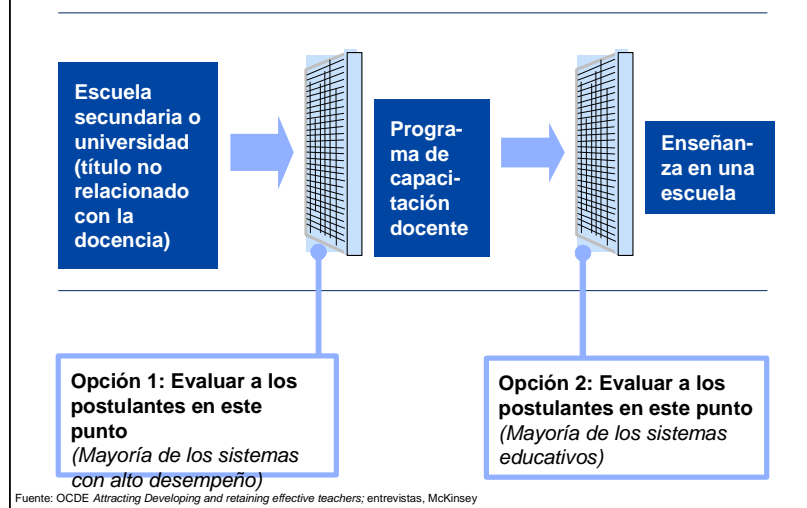 Escuela
secundaria o
universidad
(título no
relacionado
con la
docencia)
Progra-
ma de
capaci-
tación
docente
Enseñan-
za en una
escuela
Opción 1: Evaluar a los
postulantes en este
punto
(Mayoría de los sistemas
con alto desempeño)
Opción 2: Evaluar a los
postulantes en este punto
(Mayoría de los sistemas
educativos)
Fuente: OCDE Attracting Developing and retaining effective teachers; entrevistas, McKinsey